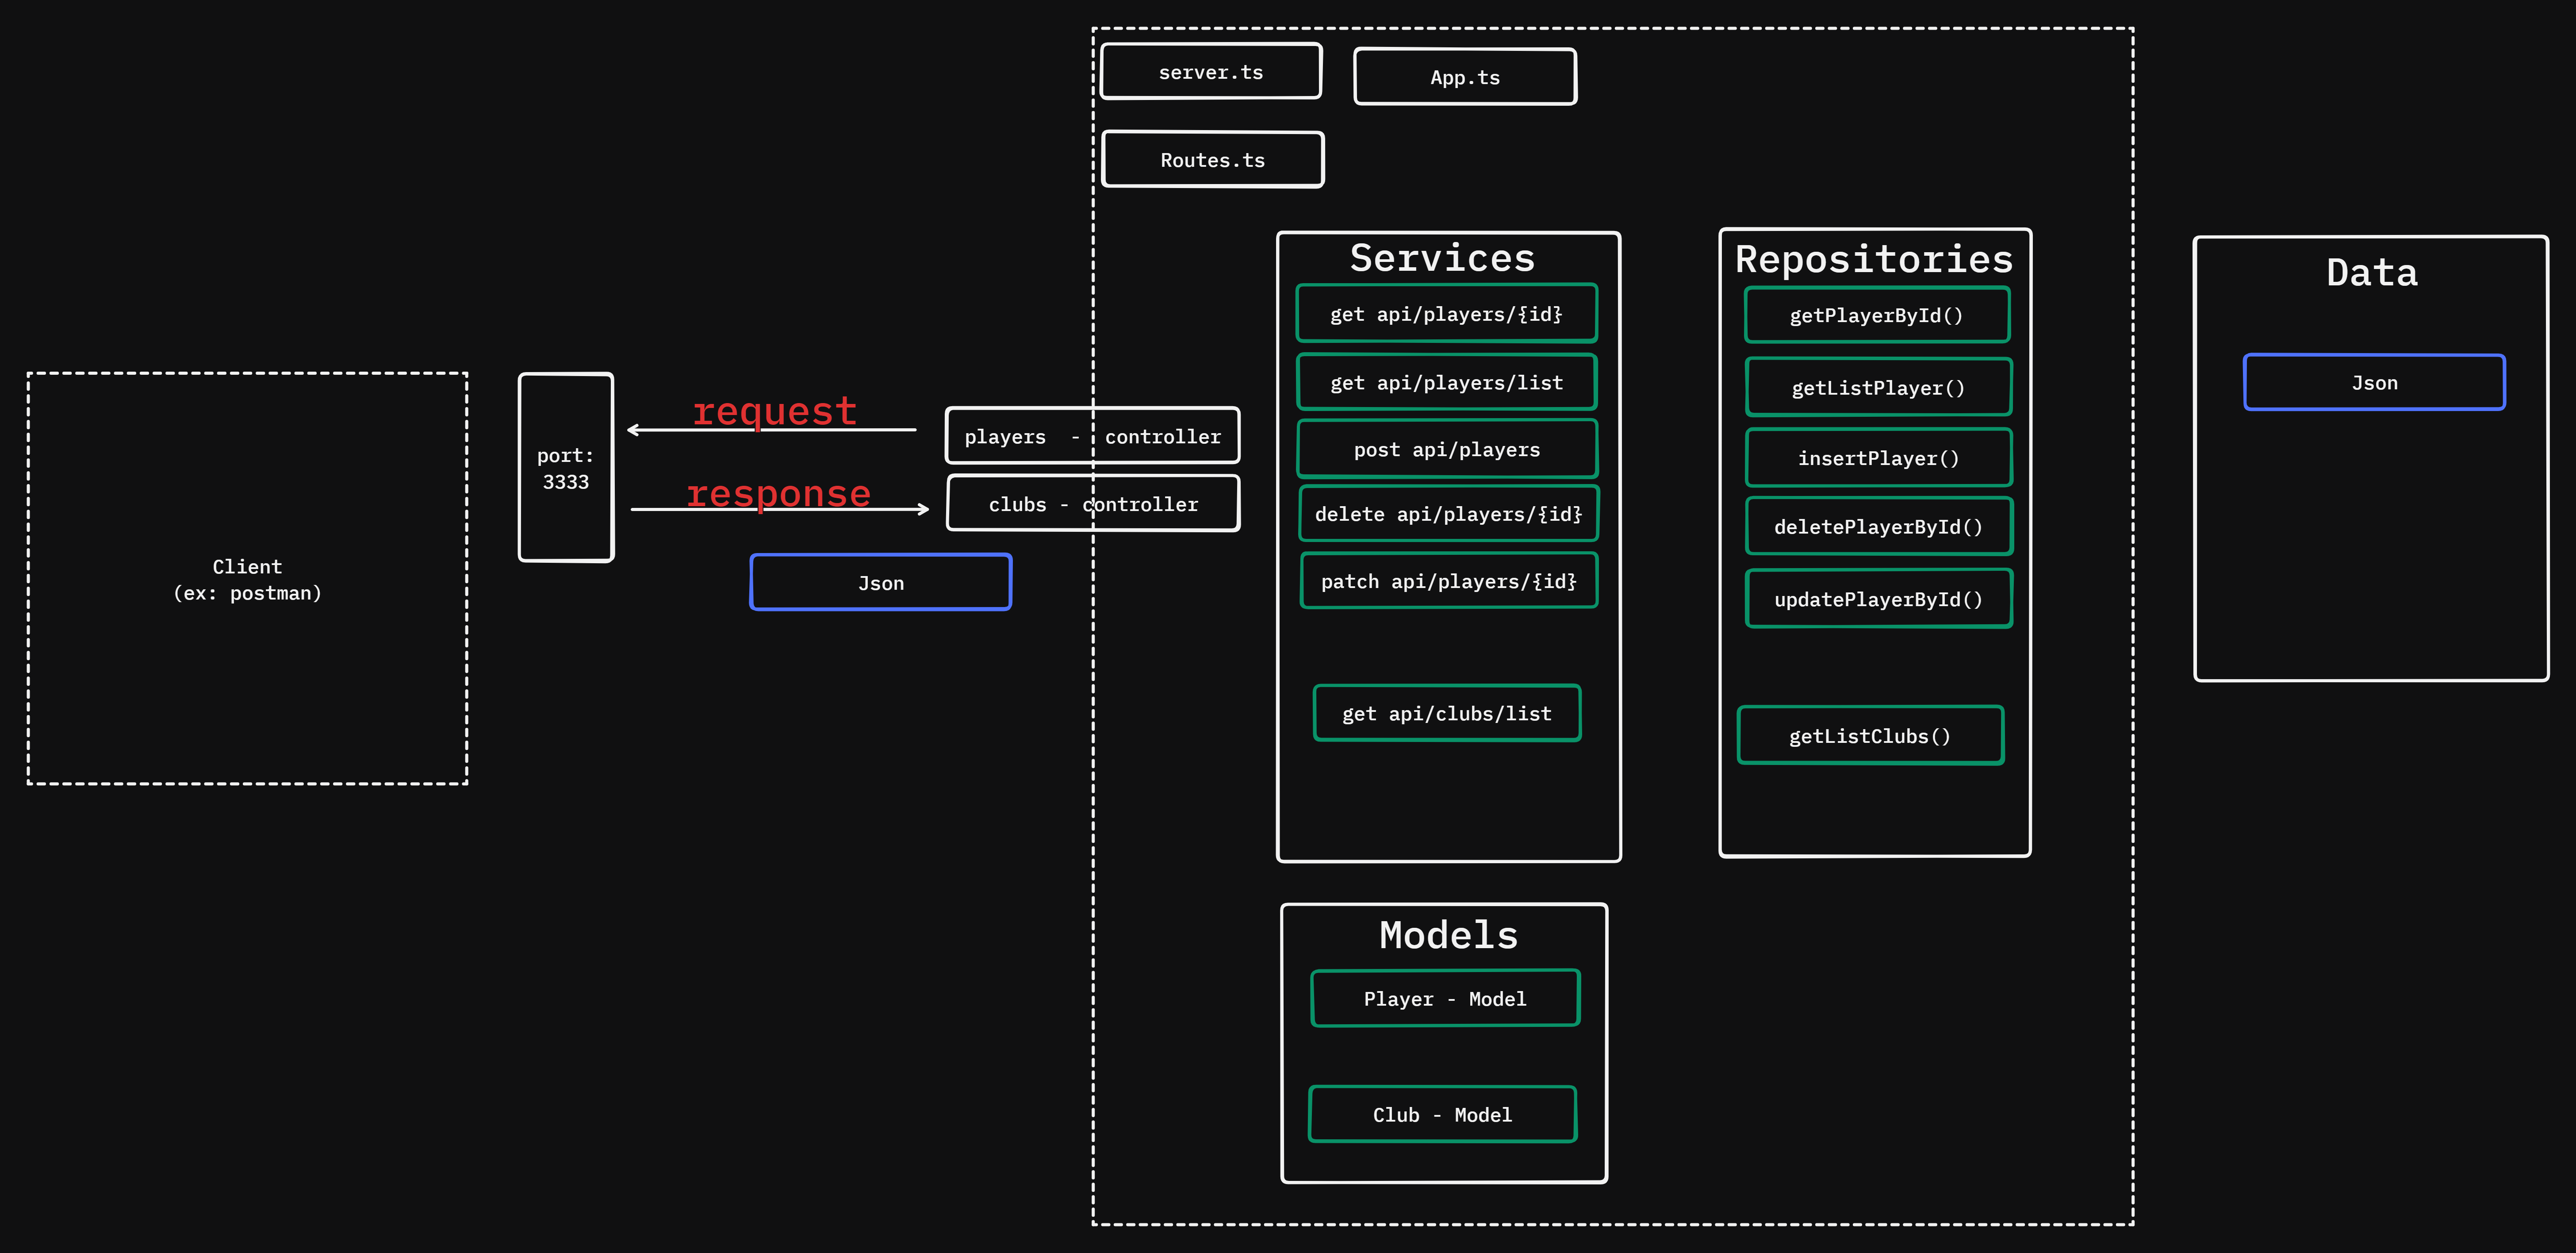 server.ts
App.ts
Routes.ts
Client
(ex: postman)
port:
3333
request
response
Json
players  -  controller
clubs - controller
Services
get api/players/{id}
get api/players/list
post api/players
delete api/players/{id}
patch api/players/{id}
get api/clubs/list
Repositories
getPlayerById()
getListPlayer()
insertPlayer()
deletePlayerById()
updatePlayerById()
getListClubs()
Data
Json
Models
Player - Model
Club - Model